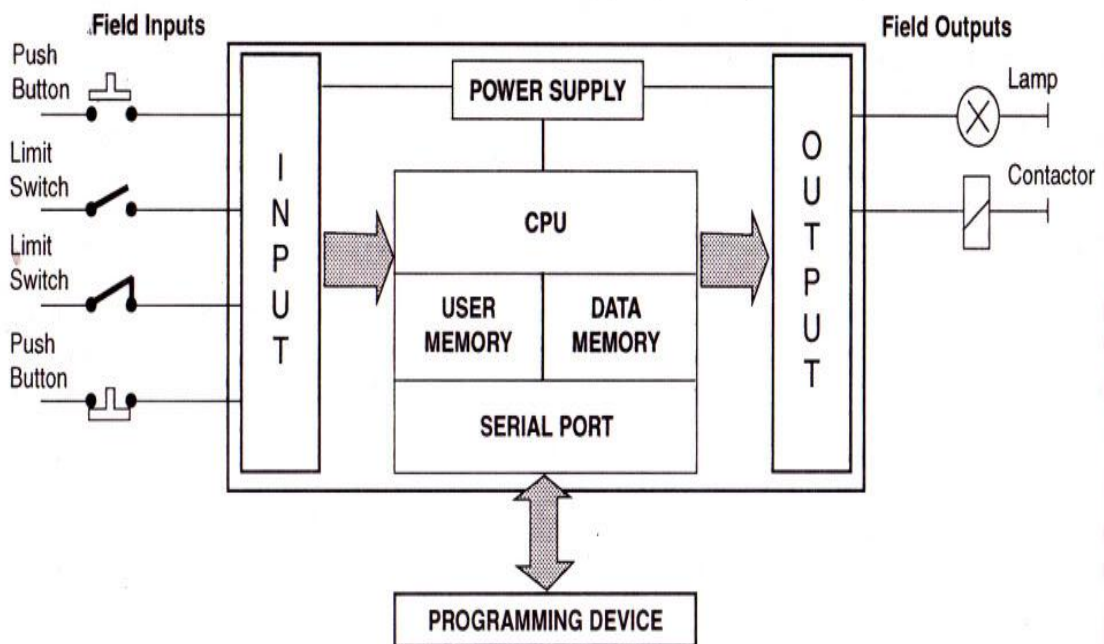 Field Inputs
Push
Button
Limit
Switch
Limit
Switch
Push
Button
I
N
P
U
T
POWER SUPPLY
CPU
USER
MEMORY
DATA
MEMORY
SERIAL PORT
O
U
T
P
U
T
Field Outputs
Lamp
Contactor
PROGRAMMING DEVICE